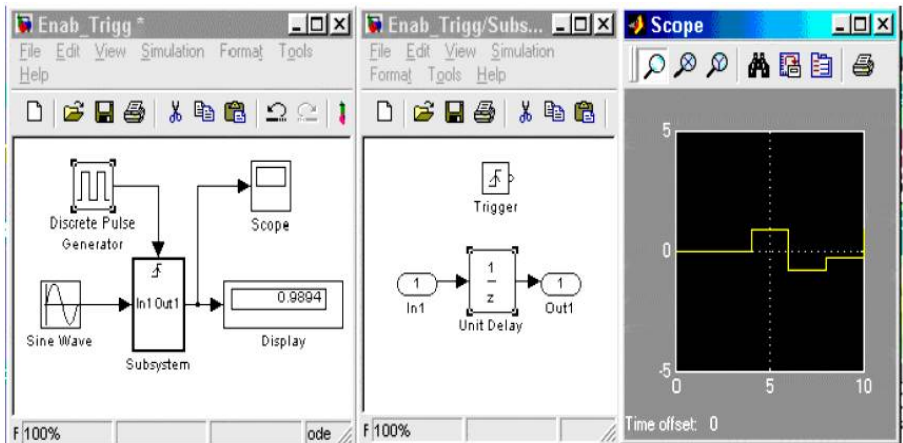 Enab_Trigg *
File Edit View Simulation Format Tools
Help
Discrete Pulse
Generator
Scope
In1 Out1
0.9894
Sine Wave
Display
Subsystem
F 100%
ode
Enab_Trigg/Subs...
File Edit View Simulation
Format Tools Help
Trigger
1
1
z
1
In1
Unit Delay
Out1
F 100%
Scope
5
0
-5
0
5
10
Time offset: 0